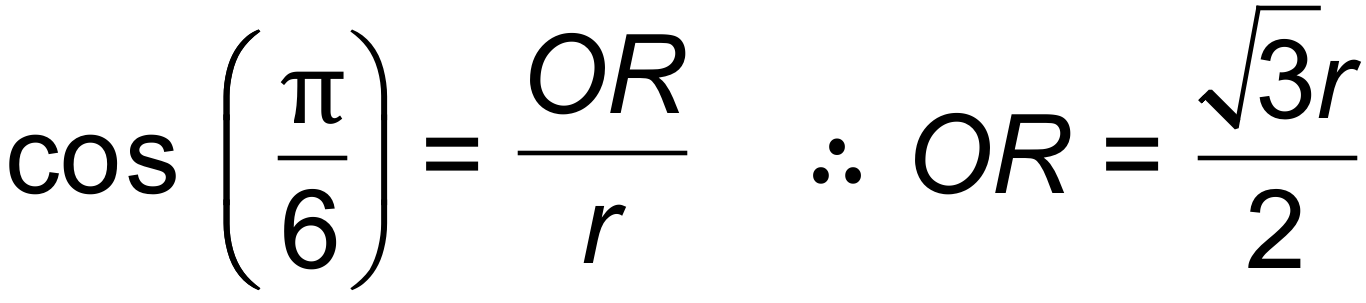 cos (π/6) = OR/r ∴ OR = √3r/2